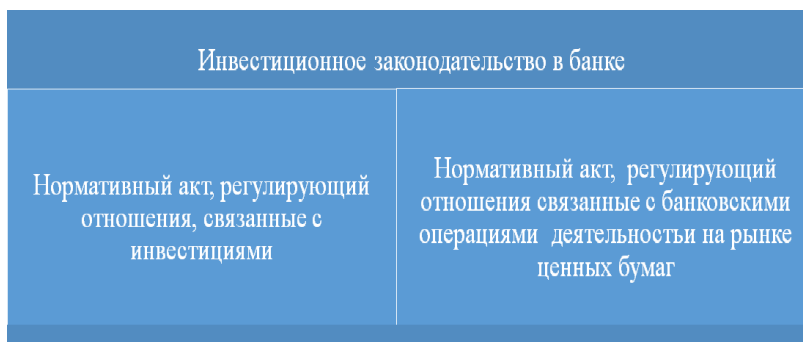 Инвестиционное законодательство в банке
Нормативный акт, регулирующий
отношения, связанные с
инвестициями
Нормативный акт,  регулирующий
отношения связанные с банковскими
операциями  деятельностьи на рынке
ценных бумаг